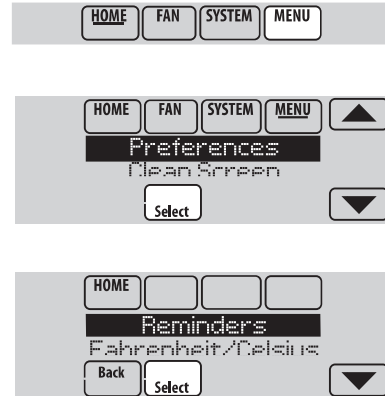 HOME FAN SYSTEM MENU
HOME FAN SYSTEM MENU
Preferences
Clean Screen
Select
HOME
Reminders
Fahrenheit/Celsius
Back
Select